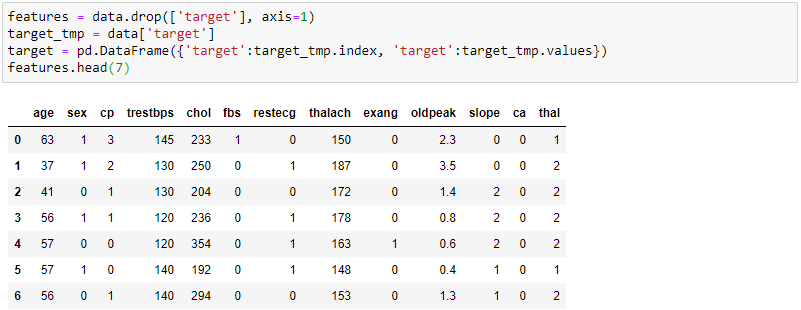 features = data.drop(['target'], axis=1)
target_tmp = data['target']
target = pd.DataFrame({'target':target_tmp.index, 'target':target_tmp.values})
features.head(7)
age sex cp trestbps chol fbs restecg thalach exang oldpeak slope ca thal
0 63 1 3 145 233 1 0 150 0 2.3 0 0 1
1 37 1 2 130 250 0 1 187 0 3.5 0 0 2
2 41 0 1 130 204 0 0 172 0 1.4 2 0 2
3 56 1 1 120 236 0 1 178 0 0.8 2 0 2
4 57 0 0 120 354 0 1 163 1 0.6 2 0 2
5 57 1 0 140 192 0 1 148 0 0.4 1 0 1
6 56 0 1 140 294 0 0 153 0 1.3 1 0 2